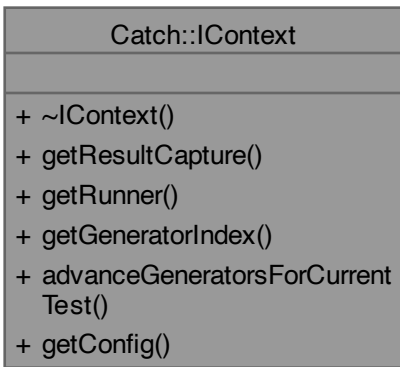 Catch::IContext
+ ~IContext()
+ getResultCapture()
+ getRunner()
+ getGeneratorIndex()
+ advanceGeneratorsForCurrent
Test()
+ getConfig()